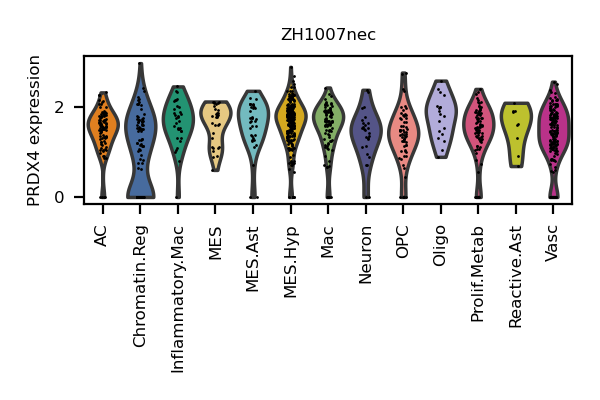 ZH1007nec
PRDX4 expression
2
0
AC
Chromatin.Reg
Inflammatory.Mac
MES
MES.Ast
MES.Hyp
Mac
Neuron
OPC
Oligo
Prolif.Metab
Reactive.Ast
Vasc